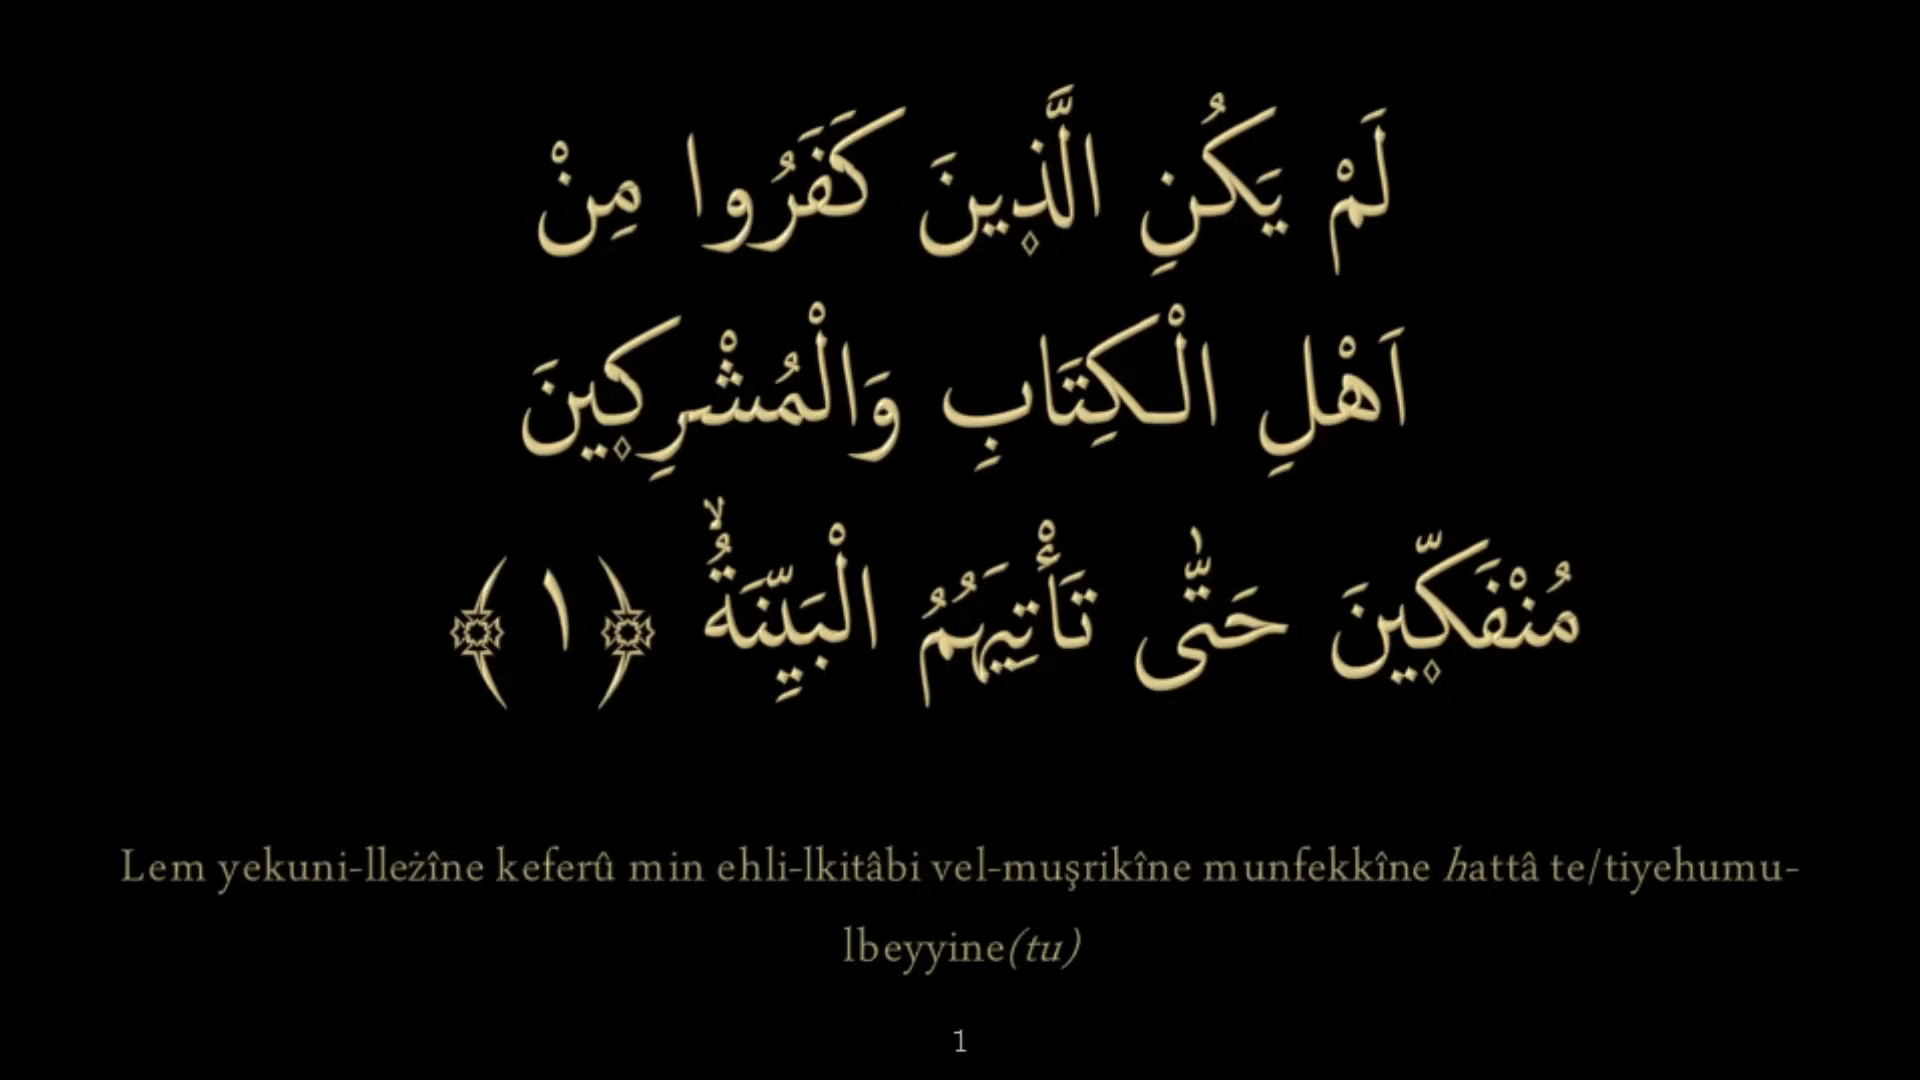 لَمْ يَكُنِ الَّذ۪ينَ كَفَرُوا مِنْ
اَهْلِ الْكِتَابِ وَالْمُشْرِك۪ينَ
مُنْفَكّ۪ينَ حَتّٰى تَأْتِيَهُمُ الْبَيِّنَةُۙ ﴿١﴾
Lem yekuni-lleżîne keferû min ehli-lkitâbi vel-muşrikîne munfekkîne hattâ te/tiyehumu-
lbeyyine(tu)
1